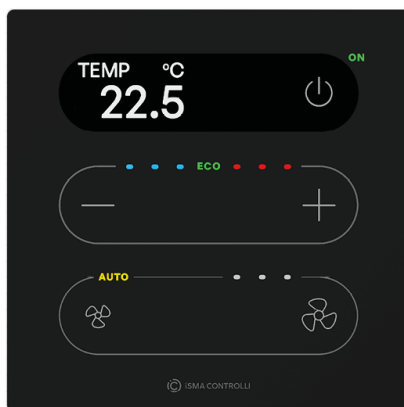 ON
TEMP °C
22.5
ECO
AUTO
iSMA CONTROLLI